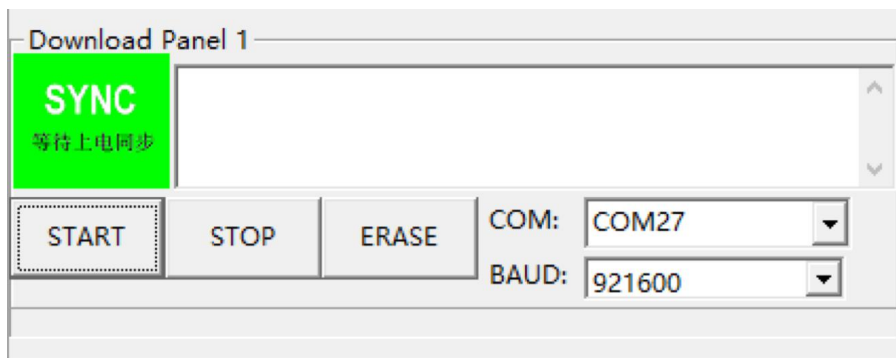 Download Panel 1
SYNC
等待上电同步
START STOP ERASE
COM: COM27
BAUD: 921600